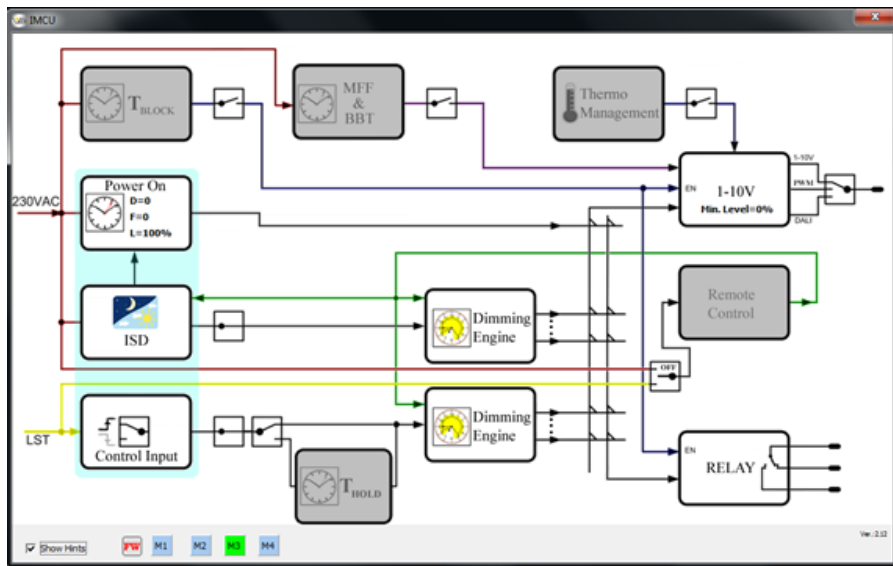 IMCU
MFF
&
BBT
T BLOCK
Thermo
Management
Power On
D=0
F=0
L=100%
230VAC
1-10V
EN
1-10V
PWM
Min. Level=0%
DALI
ISD
Dimming
Engine
Remote
Control
OFF
LST
Control Input
Dimming
Engine
T HOLD
EN
RELAY
Ver.: 2.12
Show Hints
FW
M1
M2
M3
M4